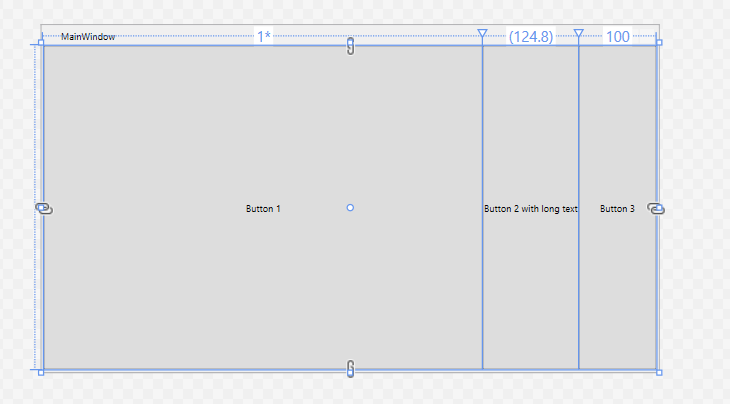 MainWindow 1* (124.8) 100
Button 1 Button 2 with long text Button 3